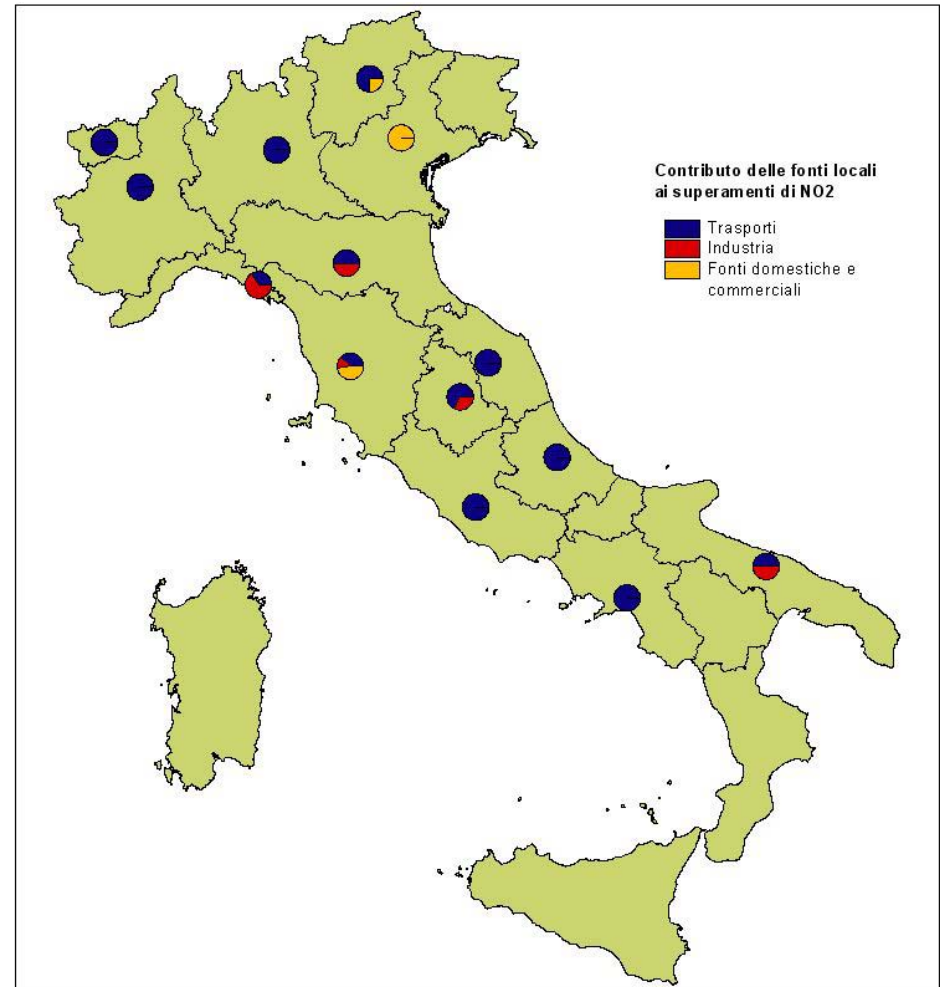 Contributo delle fonti locali
ai superamenti di NO2
Trasporti
Industria
Fonti domestiche e
commerciali